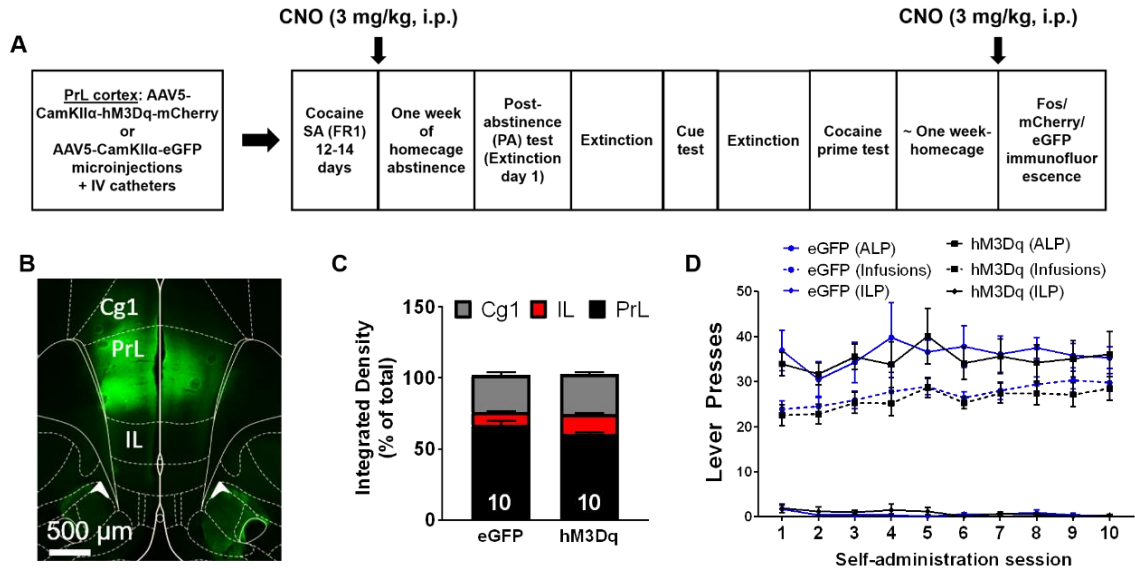 CNO (3 mg/kg, i.p.)
CNO (3 mg/kg, i.p.)
A
PrL cortex: AAV5-
CamKIIα-hM3Dq-mCherry
or
AAV5-CamKIIα-eGFP
microinjections
+ IV catheters
Cocaine
SA (FR1)
12-14
days
One week
of
homecage
abstinence
Post-
abstinence
(PA) test
(Extinction
day 1)
Extinction
Cue
test
Extinction
Cocaine
prime test
~ One week-
homecage
Fos/
mCherry/
eGFP
immunofluor
escence
B
Cg1
PrL
IL
500 µm
C
Cg1
IL
PrL
Integrated Density
(% of total)
150
100
50
0
10
10
eGFP
hM3Dq
D
eGFP (ALP)
hM3Dq (ALP)
eGFP (Infusions)
hM3Dq (Infusions)
eGFP (ILP)
hM3Dq (ILP)
Lever Presses
50
40
30
20
10
0
1 2 3 4 5 6 7 8 9 10
Self-administration session